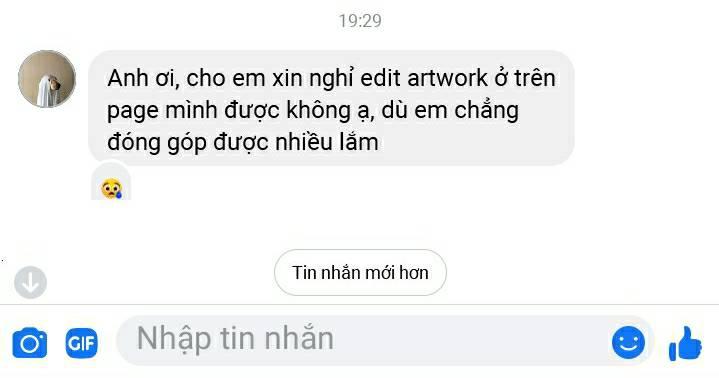 19:29
Anh ơi, cho em xin nghỉ edit artwork ở trên
page mình được không ạ, dù em chẳng
đóng góp được nhiều lắm
Tin nhắn mới hơn
GIF
Nhập tin nhắn